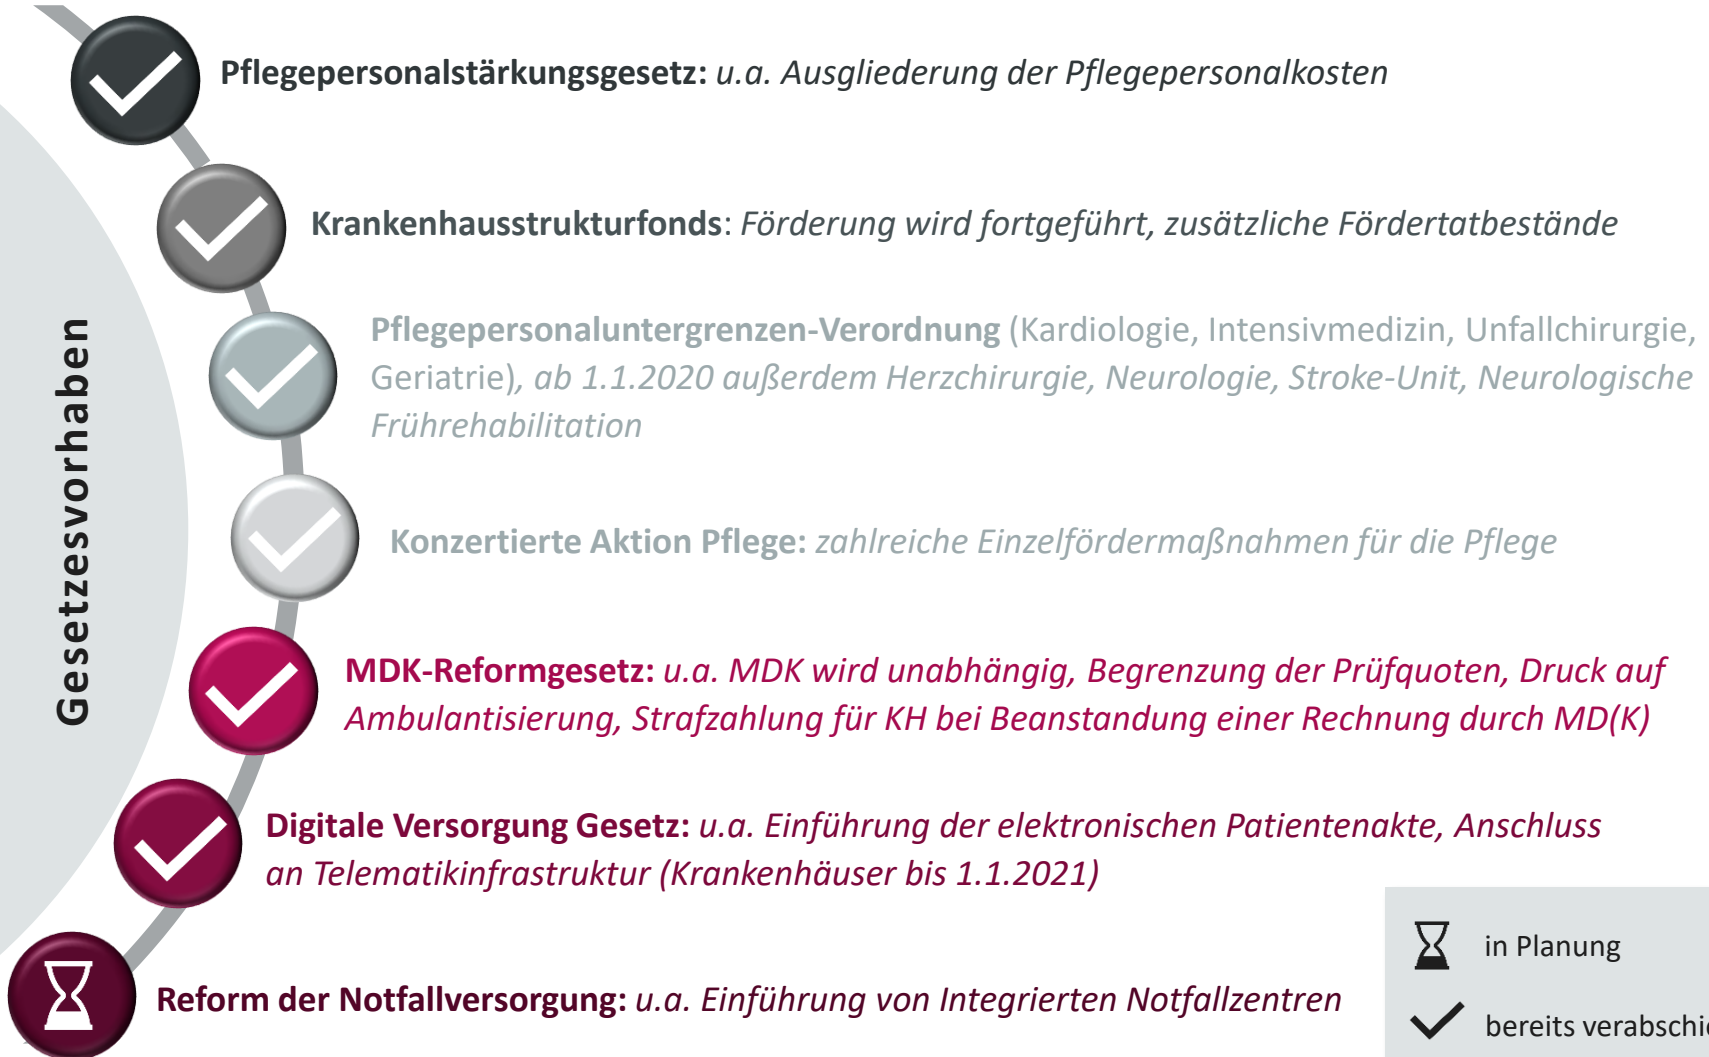 Gesetzesvorhaben
Pflegepersonalstärkungsgesetz: u.a. Ausgliederung der Pflegepersonalkosten
Krankenhausstrukturfonds: Förderung wird fortgeführt, zusätzliche Fördertatbestände
Pflegepersonaluntergrenzen-Verordnung (Kardiologie, Intensivmedizin, Unfallchirurgie,
Geriatrie), ab 1.1.2020 außerdem Herzchirurgie, Neurologie, Stroke-Unit, Neurologische
Frührehabilitation
Konzertierte Aktion Pflege: zahlreiche Einzelfördermaßnahmen für die Pflege
MDK-Reformgesetz: u.a. MDK wird unabhängig, Begrenzung der Prüfquoten, Druck auf
Ambulantisierung, Strafzahlung für KH bei Beanstandung einer Rechnung durch MD(K)
Digitale Versorgung Gesetz: u.a. Einführung der elektronischen Patientenakte, Anschluss
an Telematikinfrastruktur (Krankenhäuser bis 1.1.2021)
Reform der Notfallversorgung: u.a. Einführung von Integrierten Notfallzentren
in Planung
bereits